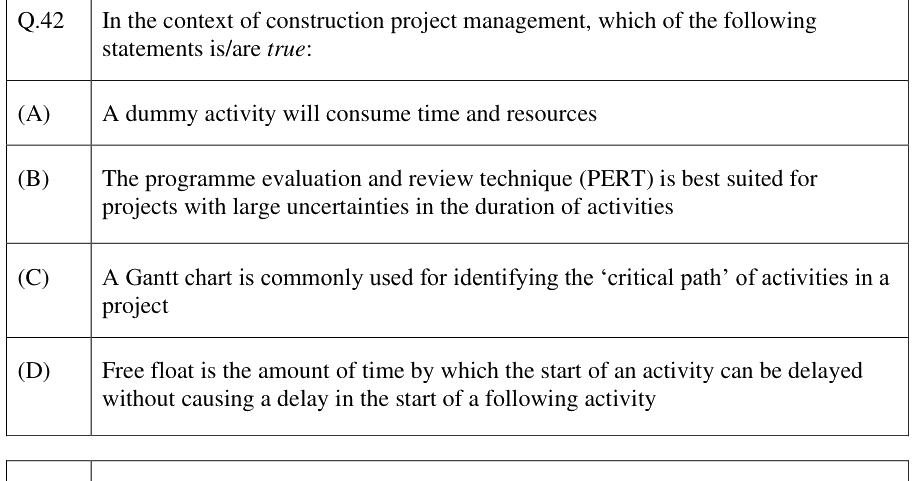 Q.42 In the context of construction project management, which of the following
statements is/are true:
(A) A dummy activity will consume time and resources
(B) The programme evaluation and review technique (PERT) is best suited for
projects with large uncertainties in the duration of activities
(C) A Gantt chart is commonly used for identifying the ‘critical path’ of activities in a
project
(D) Free float is the amount of time by which the start of an activity can be delayed
without causing a delay in the start of a following activity